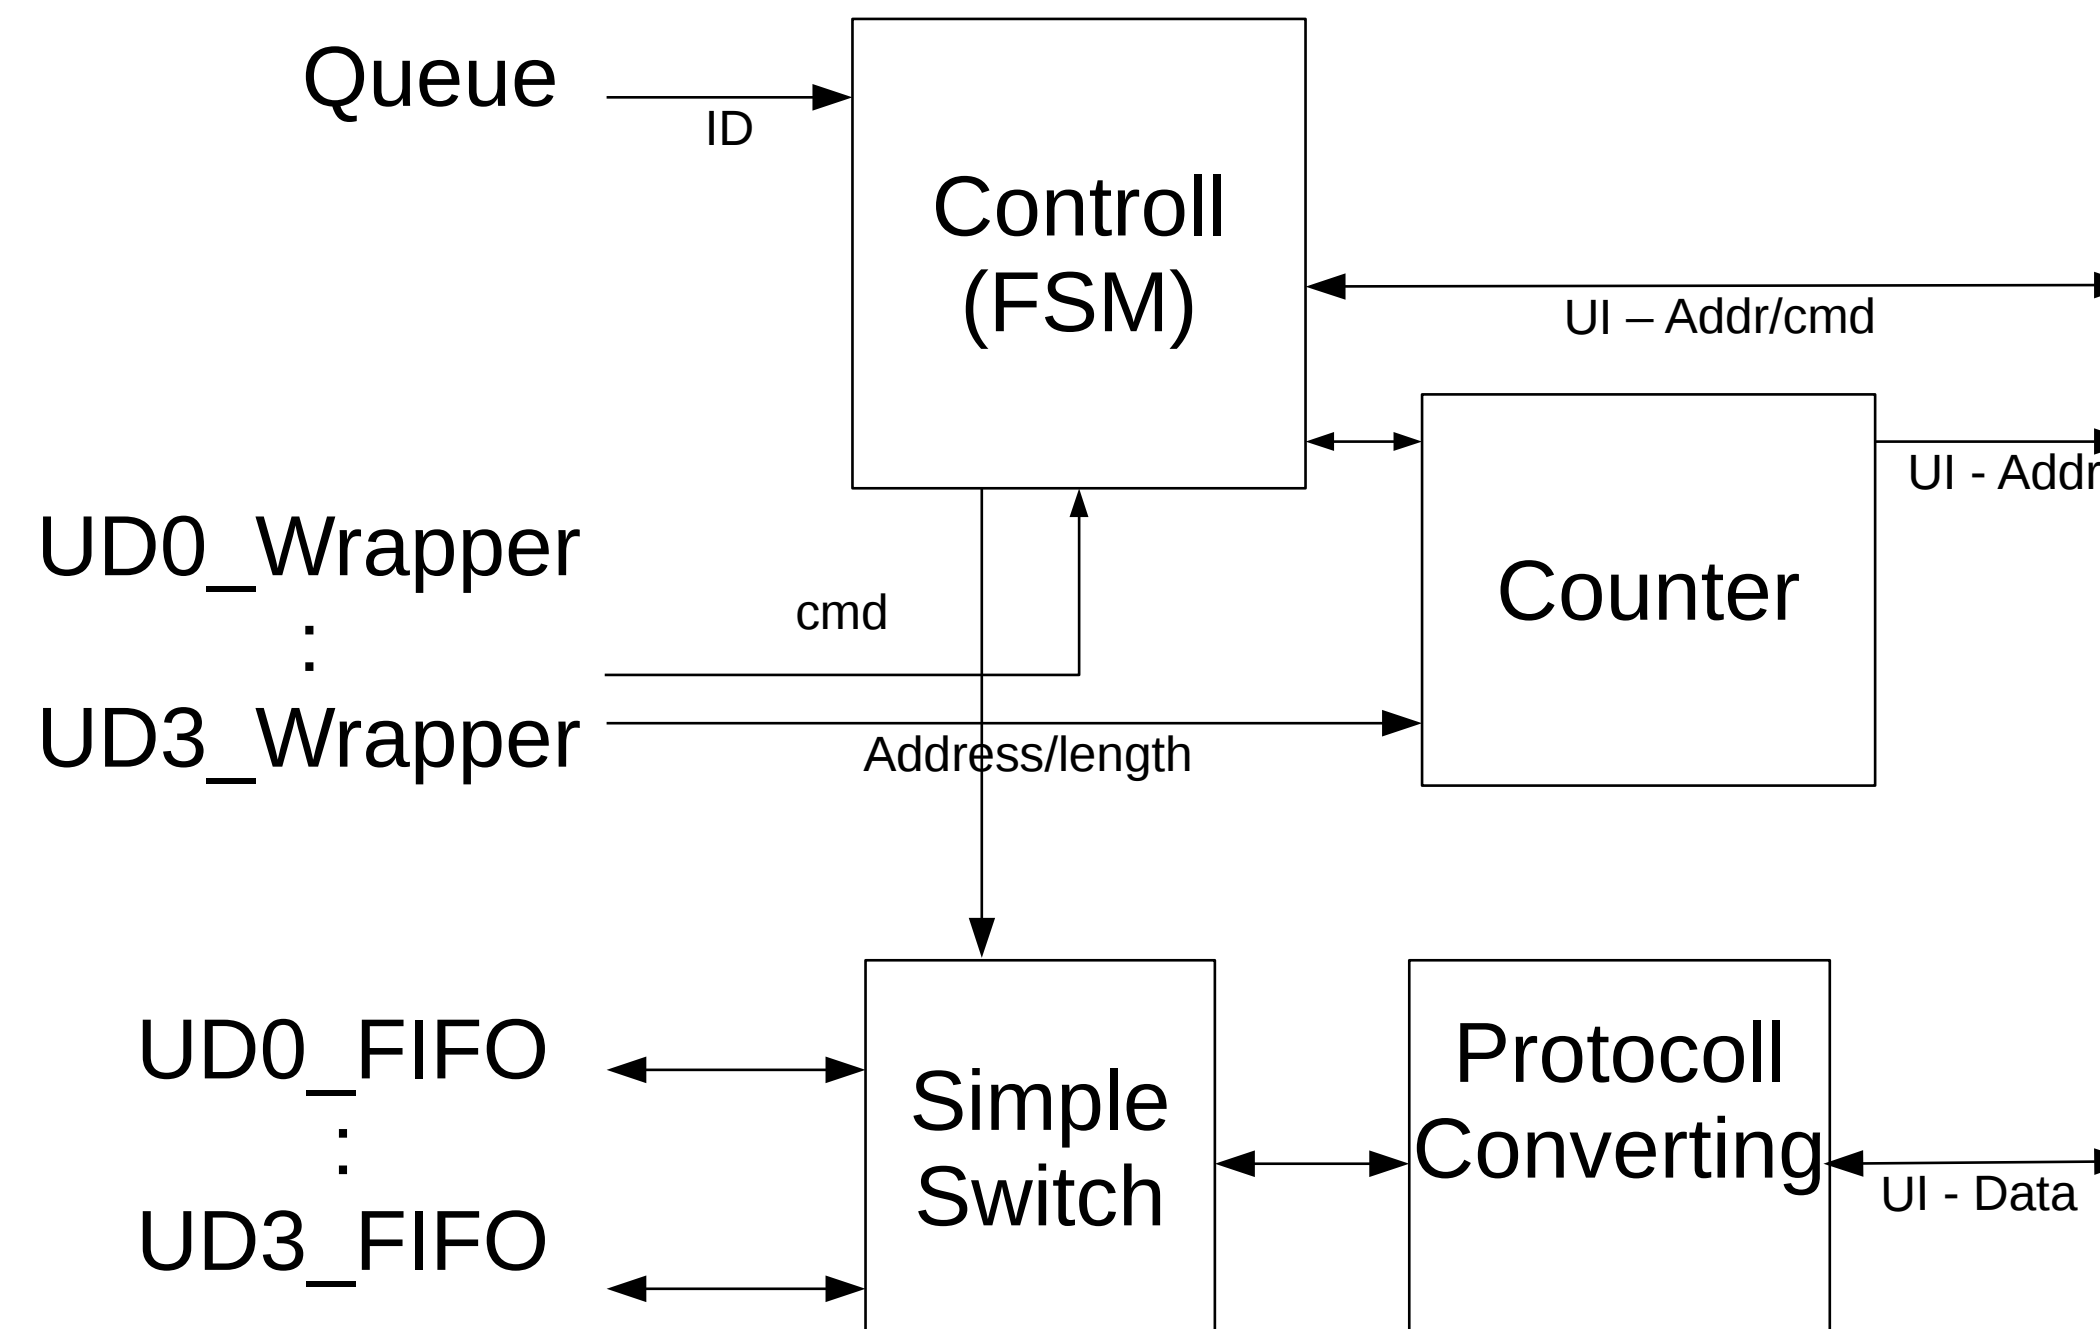 Queue
ID
Controll
(FSM)
UI – Addr/cmd
UI - Addr
UD0_Wrapper
:
UD3_Wrapper
cmd
Counter
Address/length
UD0_FIFO
:
UD3_FIFO
Simple
Switch
Protocoll
Converting
UI - Data